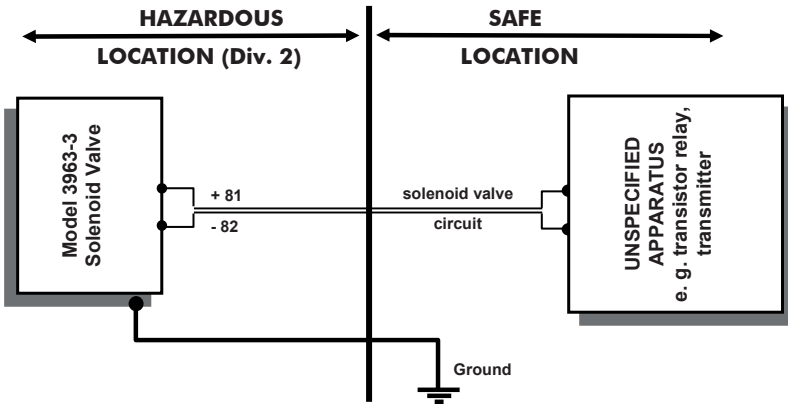 HAZARDOUS
LOCATION (Div. 2)
SAFE
LOCATION
Model 3963-3
Solenoid Valve
+ 81
- 82
solenoid valve
circuit
UNSPECIFIED
APPARATUS
e. g. transistor relay,
transmitter
Ground